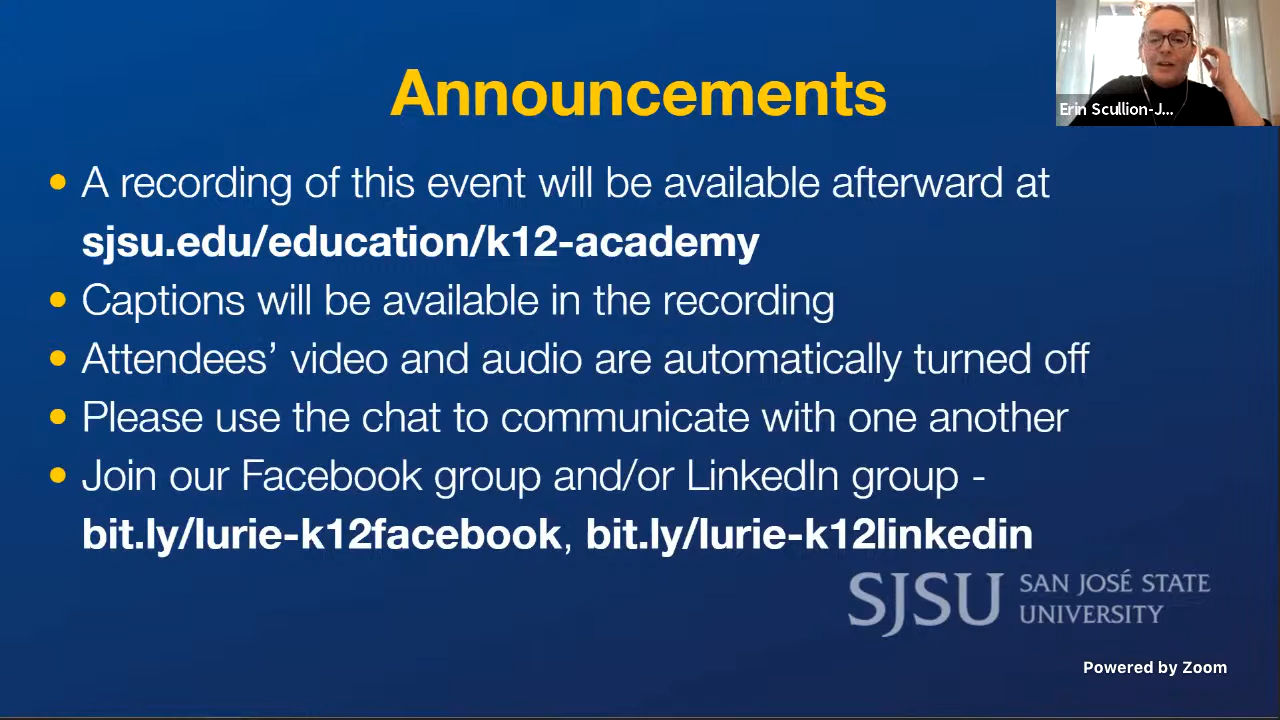 Announcements
Erin Scullion-J...
• A recording of this event will be available afterward at
sjsu.edu/education/k12-academy
• Captions will be available in the recording
• Attendees’ video and audio are automatically turned off
• Please use the chat to communicate with one another
• Join our Facebook group and/or LinkedIn group -
bit.ly/lurie-k12facebook, bit.ly/lurie-k12linkedin
SJSU SAN JOSÉ STATE
UNIVERSITY
Powered by Zoom